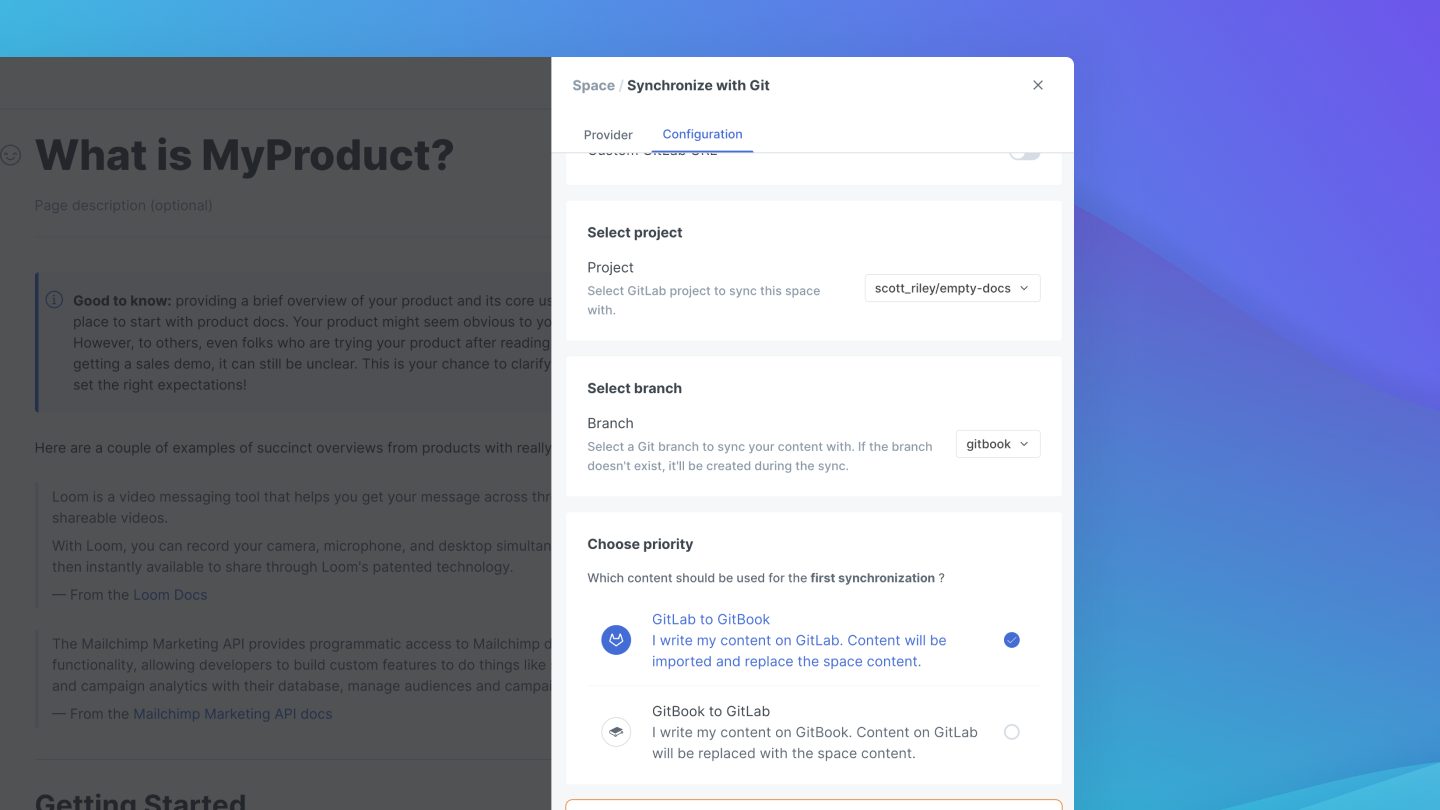 What is MyProduct?
Page description (optional)
Good to know: providing a brief overview of your product and its core us
place to start with product docs. Your product might seem obvious to yo
However, to others, even folks who are trying your product after reading
getting a sales demo, it can still be unclear. This is your chance to clarify
set the right expectations!
Here are a couple of examples of succinct overviews from products with really
Loom is a video messaging tool that helps you get your message across thr
shareable videos.
With Loom, you can record your camera, microphone, and desktop simultan
then instantly available to share through Loom's patented technology.
— From the Loom Docs
The Mailchimp Marketing API provides programmatic access to Mailchimp d
functionality, allowing developers to build custom features to do things like
and campaign analytics with their database, manage audiences and campai
— From the Mailchimp Marketing API docs
Getting Started
Space / Synchronize with Git
Provider
Configuration
Custom GitLab URL
Select project
Project
Select GitLab project to sync this space
with.
scott_riley/empty-docs
Select branch
Branch
Select a Git branch to sync your content with. If the branch
doesn't exist, it'll be created during the sync.
gitbook
Choose priority
Which content should be used for the first synchronization ?
GitLab to GitBook
I write my content on GitLab. Content will be
imported and replace the space content.
GitBook to GitLab
I write my content on GitBook. Content on GitLab
will be replaced with the space content.